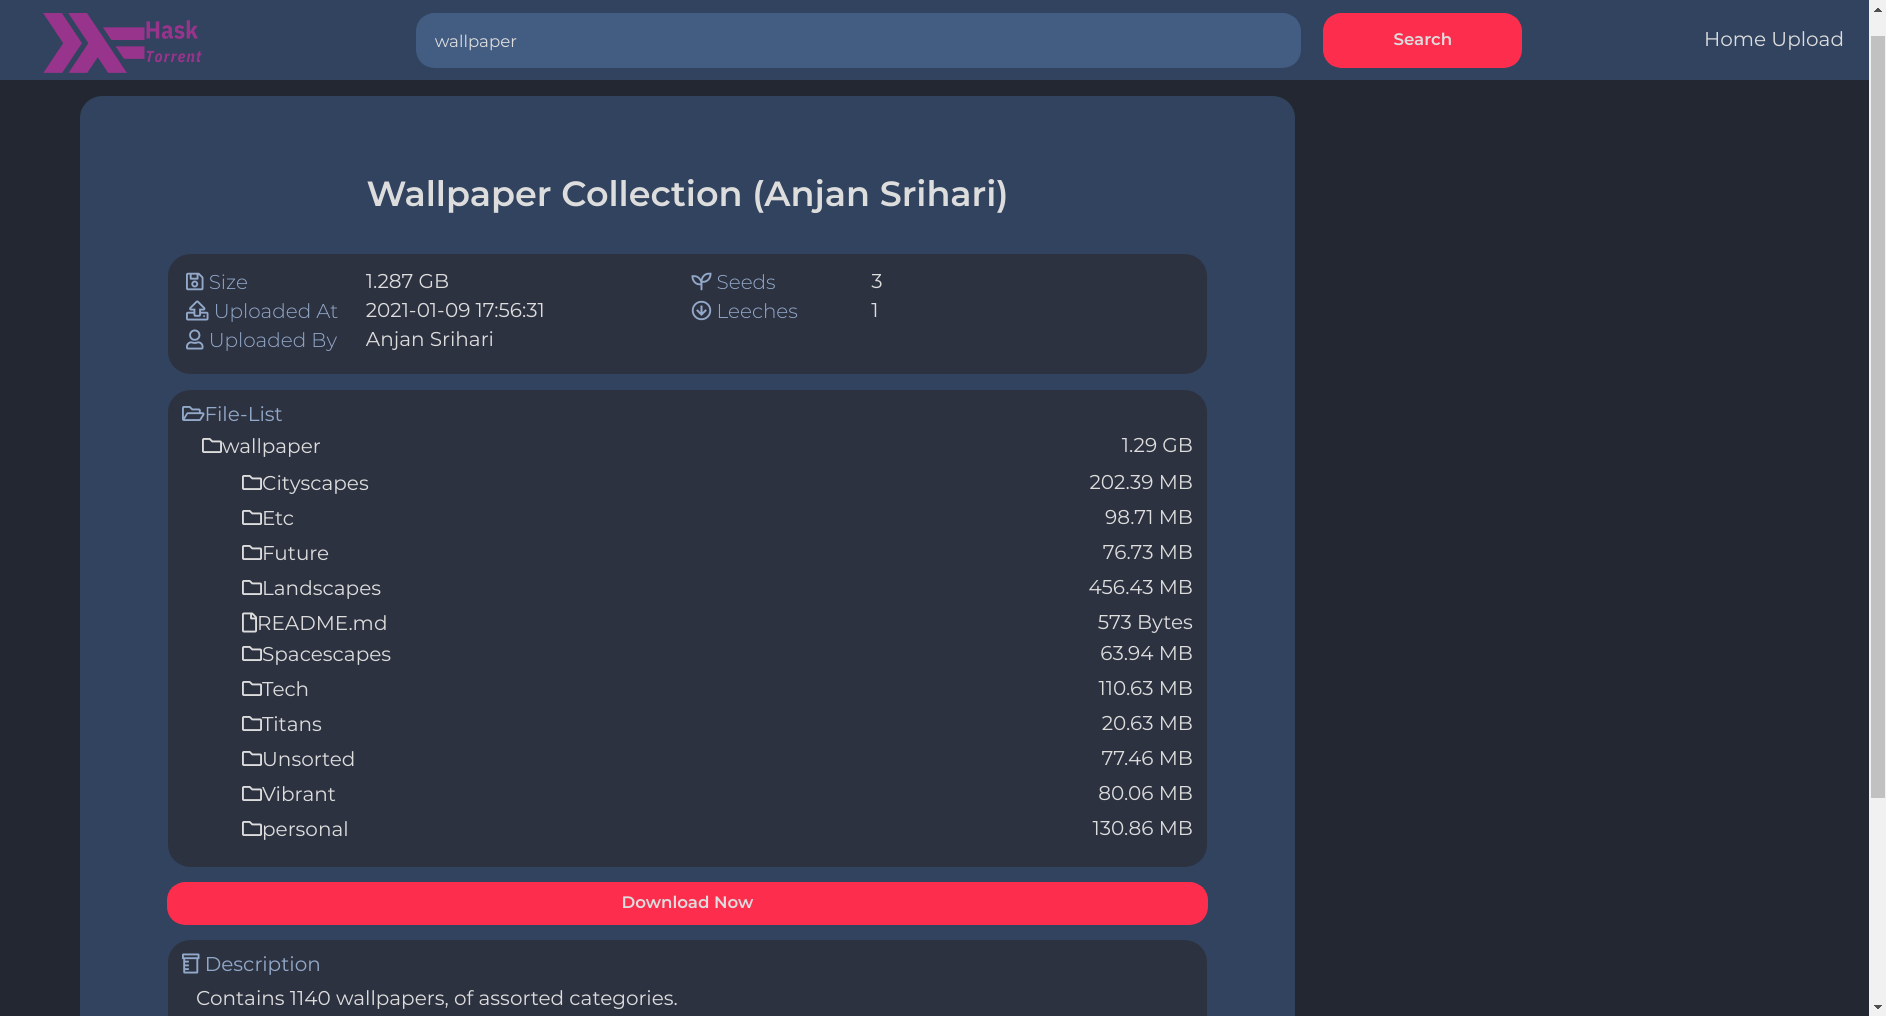 Hask
Torrent
wallpaper
Search
Home Upload
Wallpaper Collection (Anjan Srihari)
Size 1.287 GB Seeds 3
Uploaded At 2021-01-09 17:56:31 Leeches 1
Uploaded By Anjan Srihari
File-List
wallpaper 1.29 GB
Cityscapes 202.39 MB
Etc 98.71 MB
Future 76.73 MB
Landscapes 456.43 MB
README.md 573 Bytes
Spacescapes 63.94 MB
Tech 110.63 MB
Titans 20.63 MB
Unsorted 77.46 MB
Vibrant 80.06 MB
personal 130.86 MB
Download Now
Description
Contains 1140 wallpapers, of assorted categories.